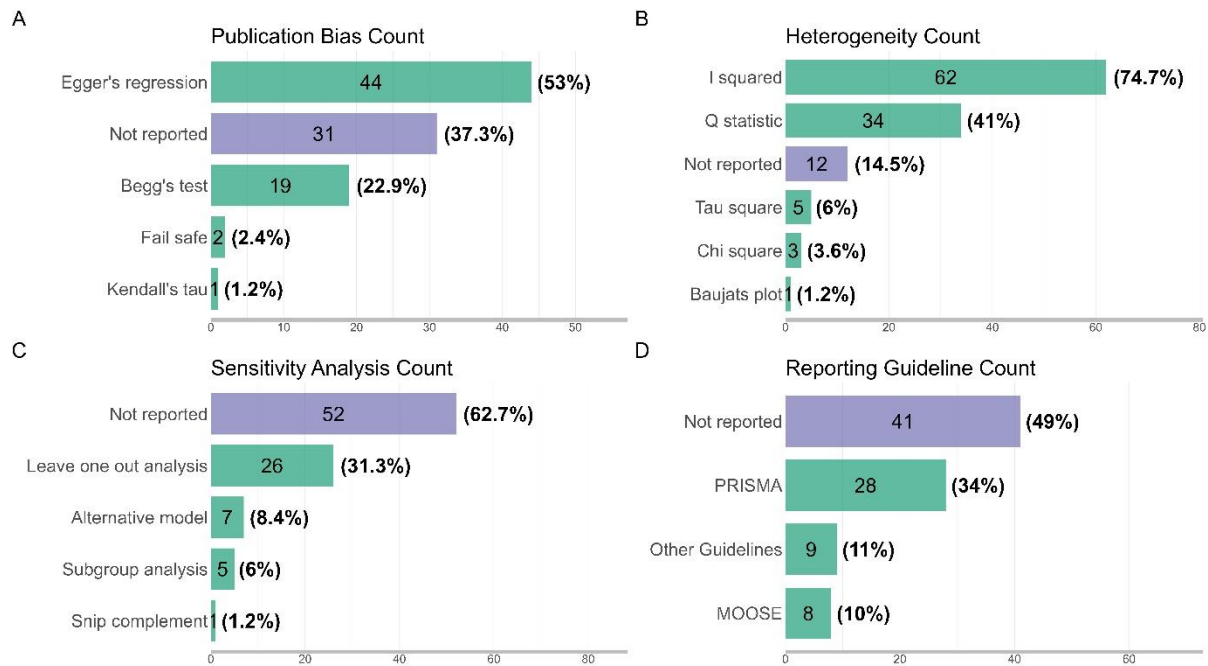 A
Publication Bias Count
Egger's regression 44 (53%)
Not reported 31 (37.3%)
Begg's test 19 (22.9%)
Fail safe 2 (2.4%)
Kendall's tau 1 (1.2%)
0 10 20 30 40 50
B
Heterogeneity Count
I squared 62 (74.7%)
Q statistic 34 (41%)
Not reported 12 (14.5%)
Tau square 5 (6%)
Chi square 3 (3.6%)
Baujats plot 1 (1.2%)
0 20 40 60 80
C
Sensitivity Analysis Count
Not reported 52 (62.7%)
Leave one out analysis 26 (31.3%)
Alternative model 7 (8.4%)
Subgroup analysis 5 (6%)
Snip complement 1 (1.2%)
0 20 40 60 80
D
Reporting Guideline Count
Not reported 41 (49%)
PRISMA 28 (34%)
Other Guidelines 9 (11%)
MOOSE 8 (10%)
0 20 40 60